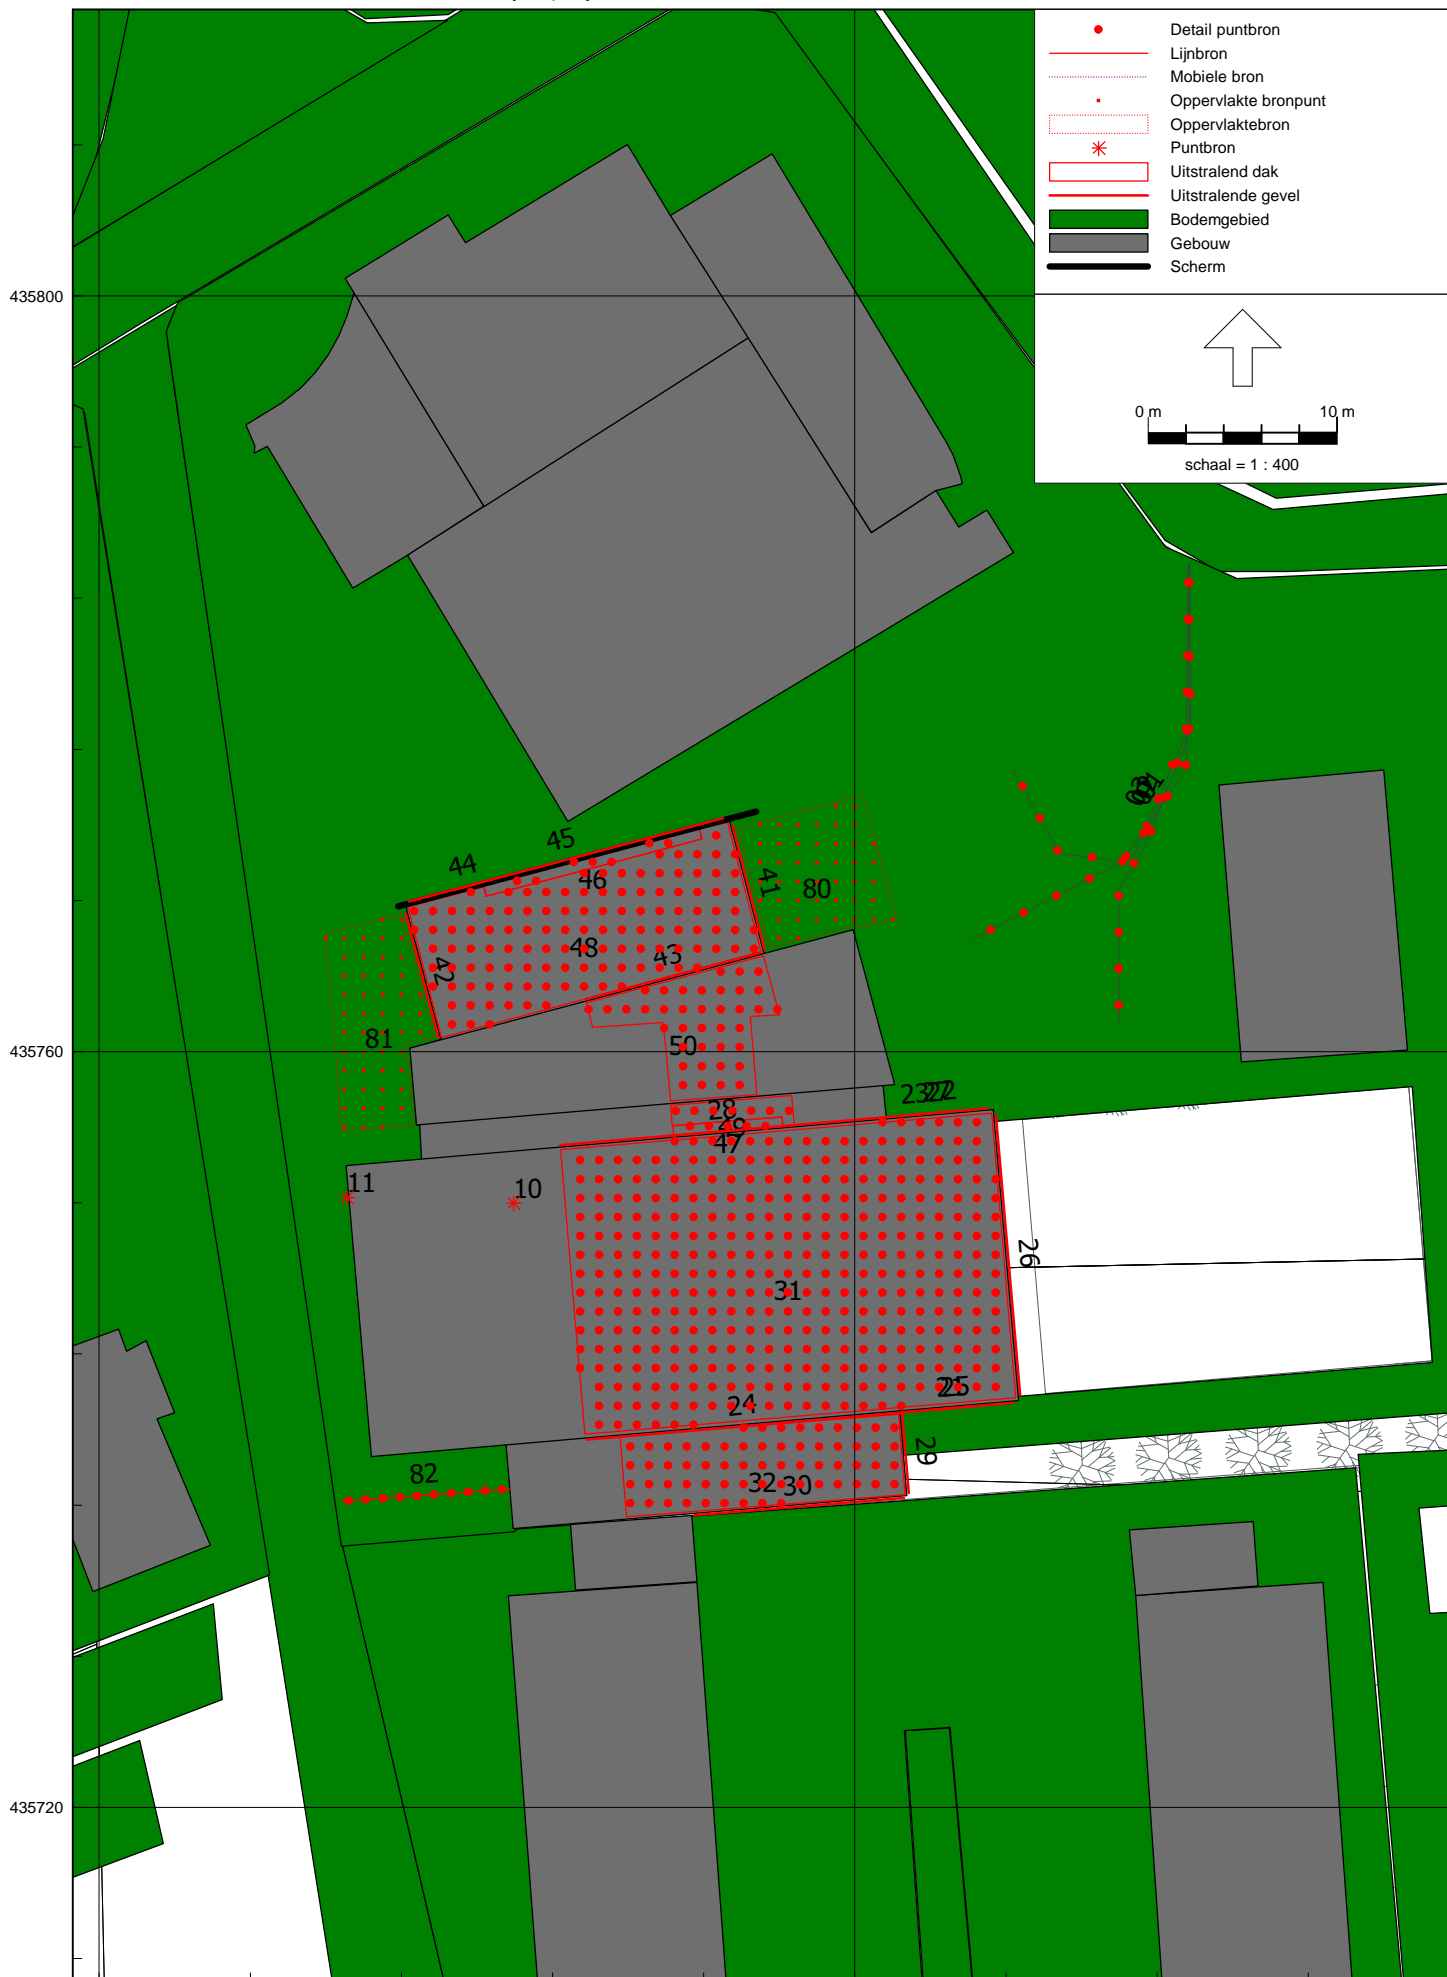 Detail puntbron
Lijnbron
Mobiele bron
Oppervlakte bronpunt
Oppervlaktebron
Puntbron
Uitstralend dak
Uitstralende gevel
Bodemgebied
Gebouw
Scherm
435800
0 m 10 m
schaal = 1 : 400
45
44
46
41
80
48
43
42
81
50
435760
28
47
11
10
26
31
24
25
29
82
32
30
435720